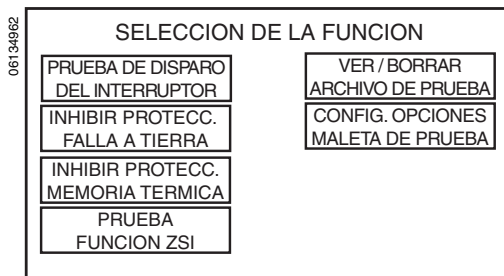 06134962
SELECCION DE LA FUNCION
PRUEBA DE DISPARO
DEL INTERRUPTOR
INHIBIR PROTECC.
FALLA A TIERRA
INHIBIR PROTECC.
MEMORIA TERMICA
PRUEBA
FUNCION ZSI
VER / BORRAR
ARCHIVO DE PRUEBA
CONFIG. OPCIONES
MALETA DE PRUEBA